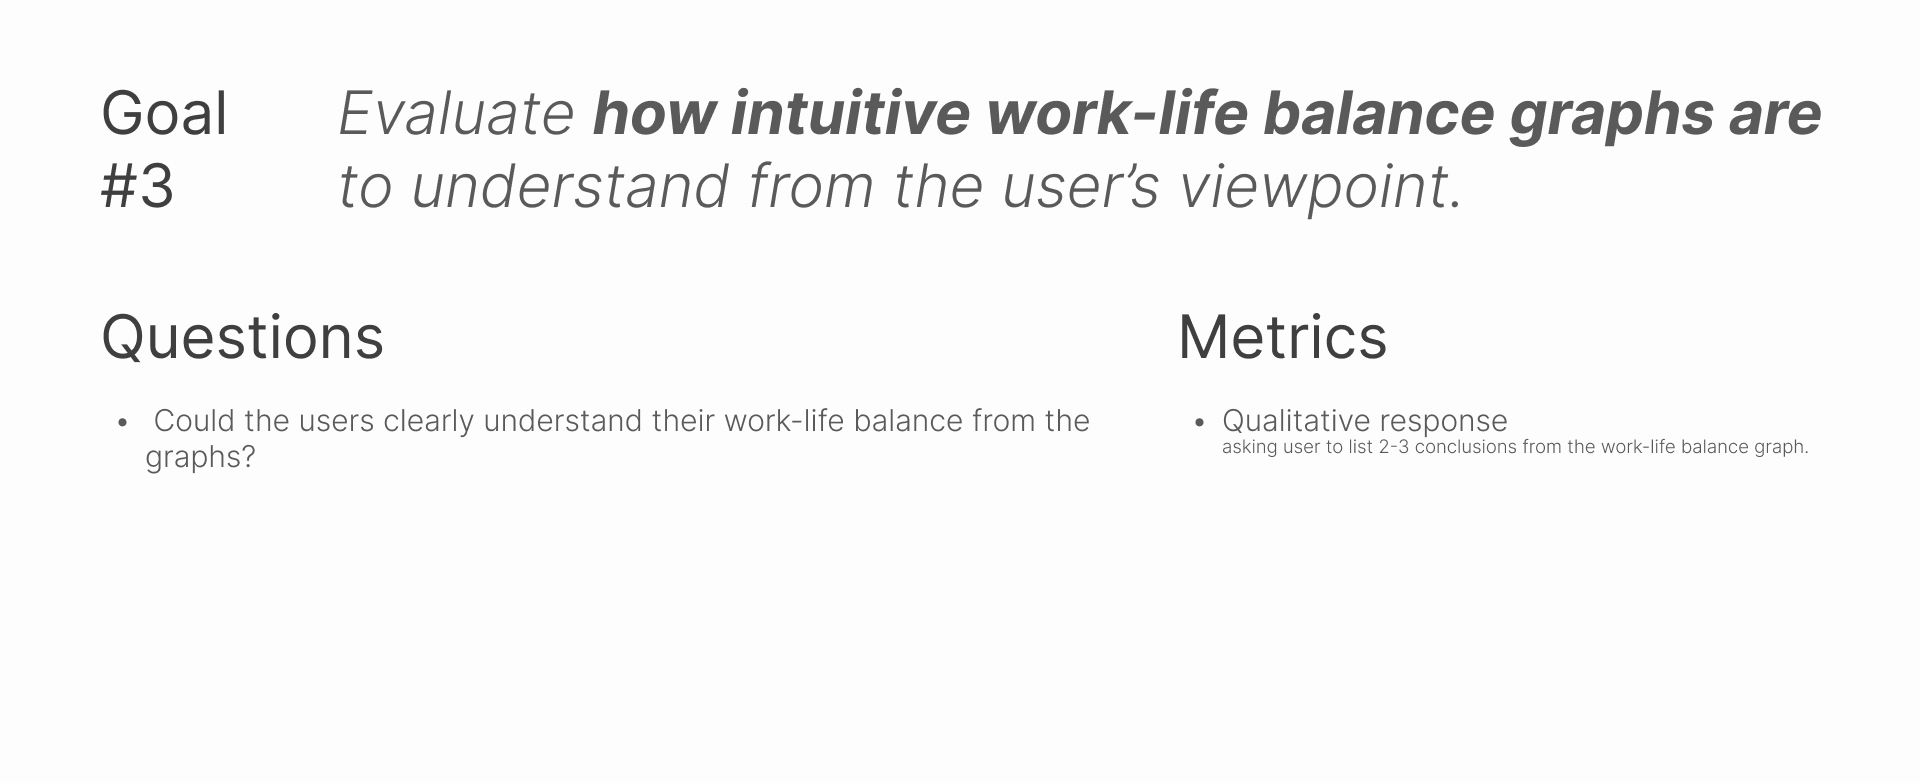 Goal
#3
Evaluate how intuitive work-life balance graphs are
to understand from the user’s viewpoint.
Questions
• Could the users clearly understand their work-life balance from the
graphs?
Metrics
• Qualitative response
asking user to list 2-3 conclusions from the work-life balance graph.